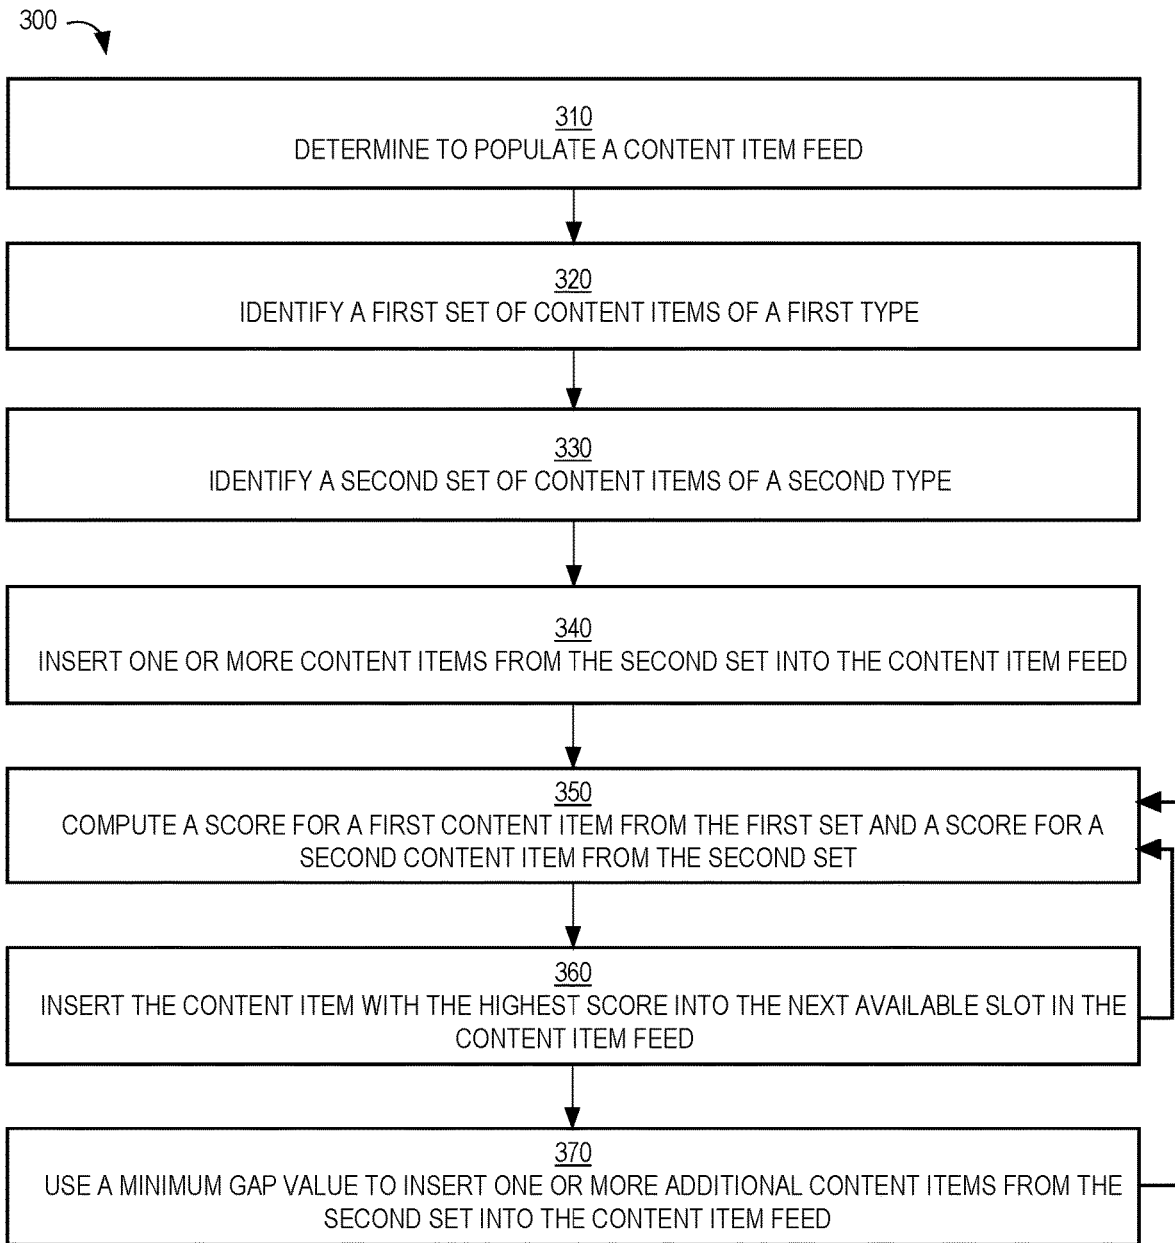 300
310
DETERMINE TO POPULATE A CONTENT ITEM FEED
320
IDENTIFY A FIRST SET OF CONTENT ITEMS OF A FIRST TYPE
330
IDENTIFY A SECOND SET OF CONTENT ITEMS OF A SECOND TYPE
340
INSERT ONE OR MORE CONTENT ITEMS FROM THE SECOND SET INTO THE CONTENT ITEM FEED
350
COMPUTE A SCORE FOR A FIRST CONTENT ITEM FROM THE FIRST SET AND A SCORE FOR A
SECOND CONTENT ITEM FROM THE SECOND SET
360
INSERT THE CONTENT ITEM WITH THE HIGHEST SCORE INTO THE NEXT AVAILABLE SLOT IN THE
CONTENT ITEM FEED
370
USE A MINIMUM GAP VALUE TO INSERT ONE OR MORE ADDITIONAL CONTENT ITEMS FROM THE
SECOND SET INTO THE CONTENT ITEM FEED